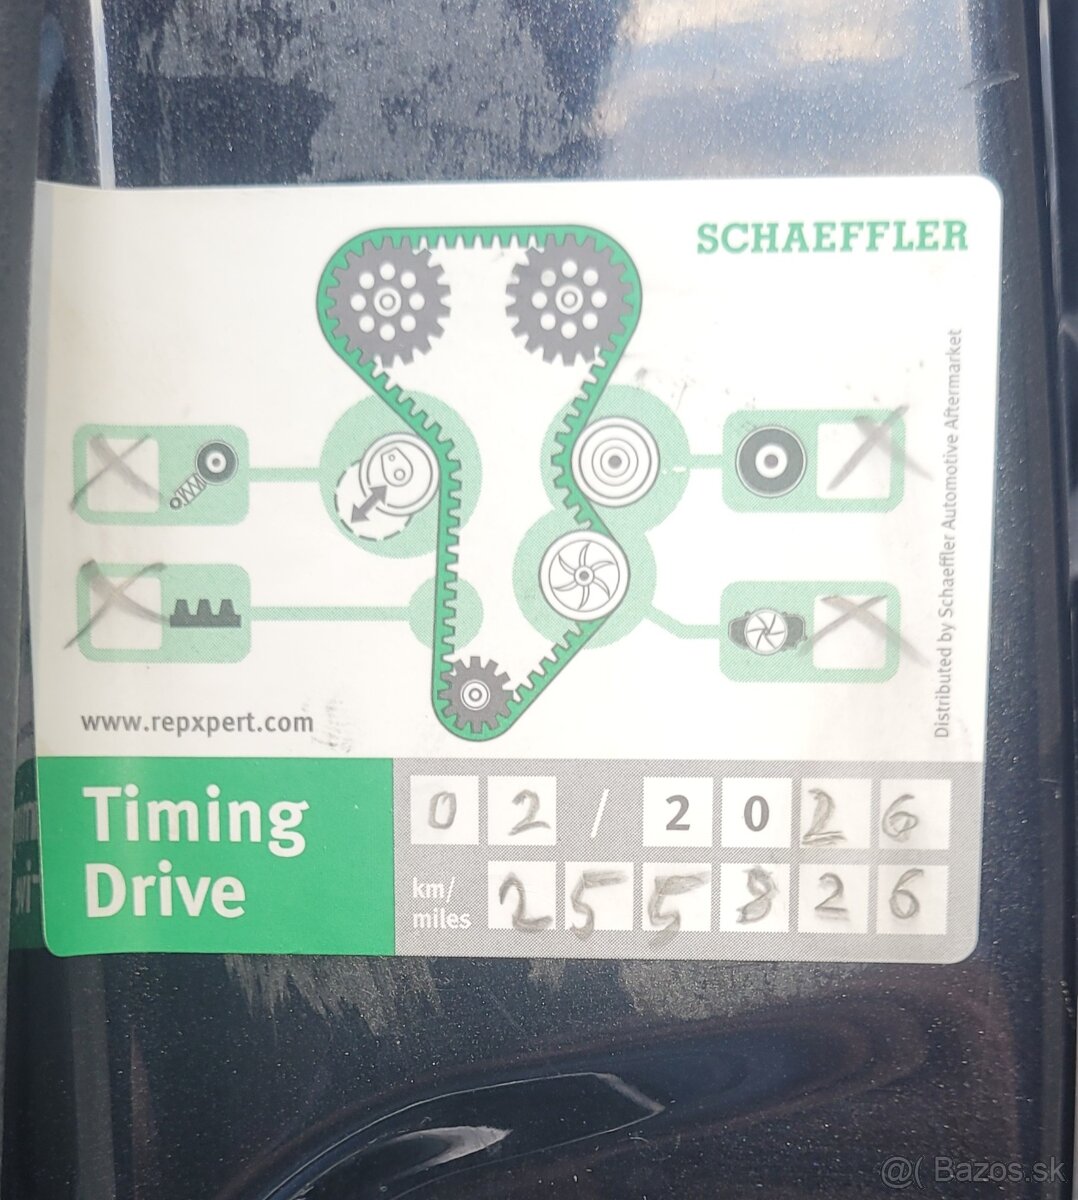 SCHAEFFLER
Distributed by Schaeffler Automotive Aftermarket
www.repxpert.com
Timing
Drive
02/2026
km/
miles
255826
@( Bazos.sk